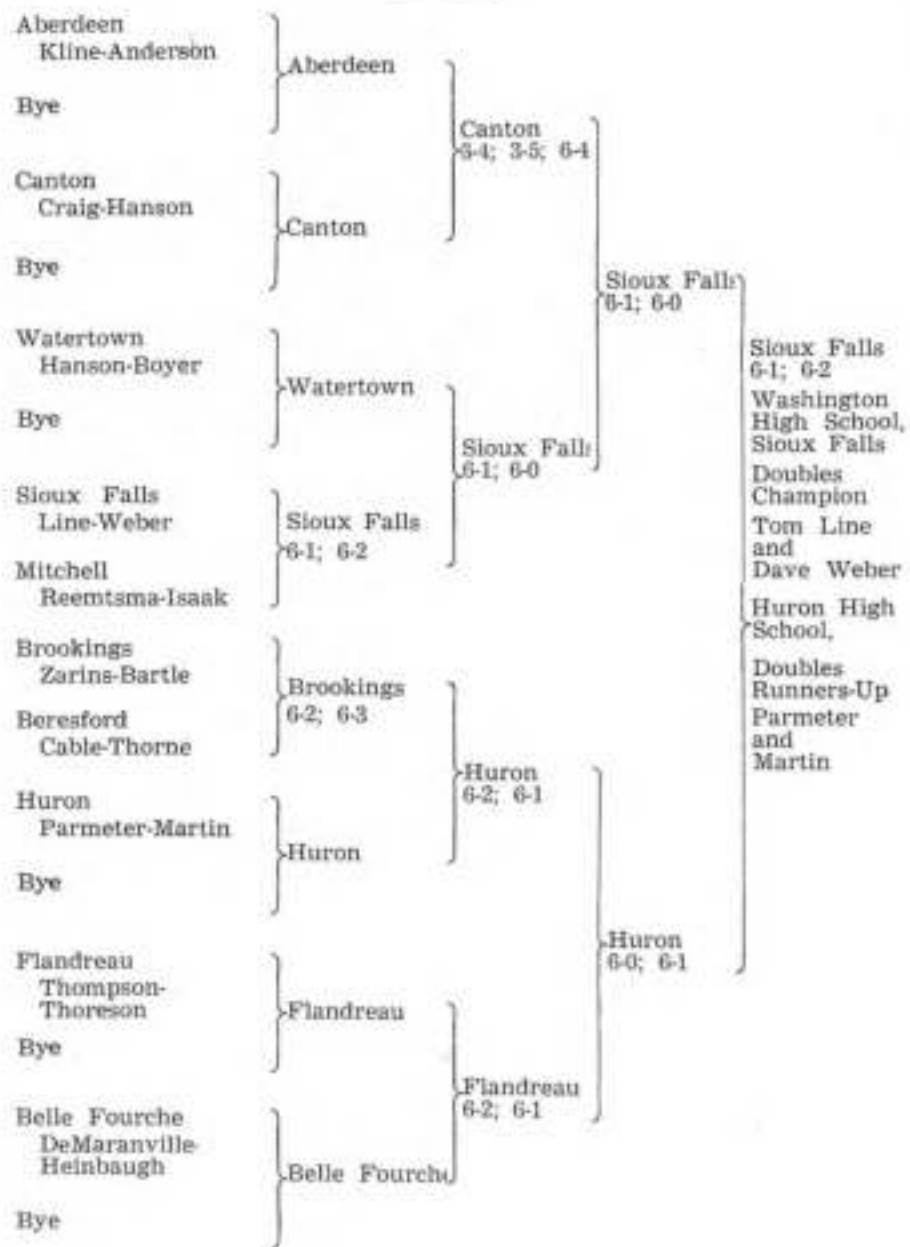 Aberdeen
Kline-Anderson
Bye
Canton
Craig-Hanson
Bye
Watertown
Hanson-Boyer
Bye
Sioux Falls
Line-Weber
Mitchell
Reemtsma-Isaak
Brookings
Zarins-Bartle
Beresford
Cable-Thorne
Huron
Parmeter-Martin
Bye
Flandreau
Thompson-
Thoreson
Bye
Belle Fourche
DeMaranville-
Heinbaugh
Bye
Aberdeen
Canton
Watertown
Sioux Falls
6-1; 6-2
Brookings
6-2; 6-3
Huron
Flandreau
Belle Fourche
Canton
6-4; 3-5; 6-4
Sioux Falls
6-1; 6-0
Huron
6-2; 6-1
Flandreau
6-2; 6-1
Sioux Falls
6-1; 6-0
Huron
6-0; 6-1
Sioux Falls
6-1; 6-2
Washington
High School,
Sioux Falls
Doubles
Champion
Tom Line
and
Dave Weber
Huron High
School,
Doubles
Runners-Up
Parmeter
and
Martin